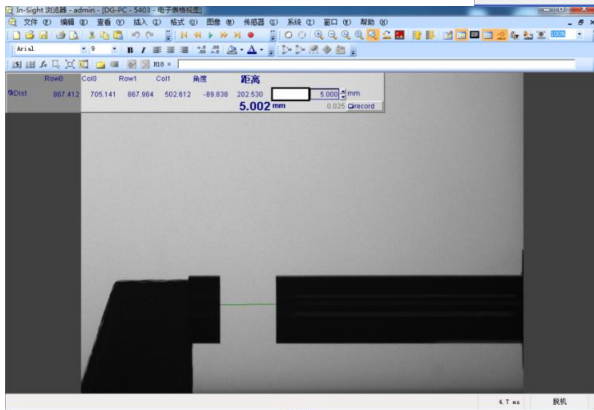 In-Sight 浏览器 - admin - [DG-PC - 5403 - 电子表格视图]
文件(F) 编辑(E) 查看(V) 插入(I) 格式(O) 图像(M) 传感器(S) 系统(Y) 窗口(W) 帮助(H)
Arial 9 B I
M10 =
Row0 Col0 Row1 Col1 角度 距离
Dist 867.412 705.141 867.984 502.612 -89.838 202.530 5.000 mm
5.002 mm 0.025 record
4.7 ms 脱机